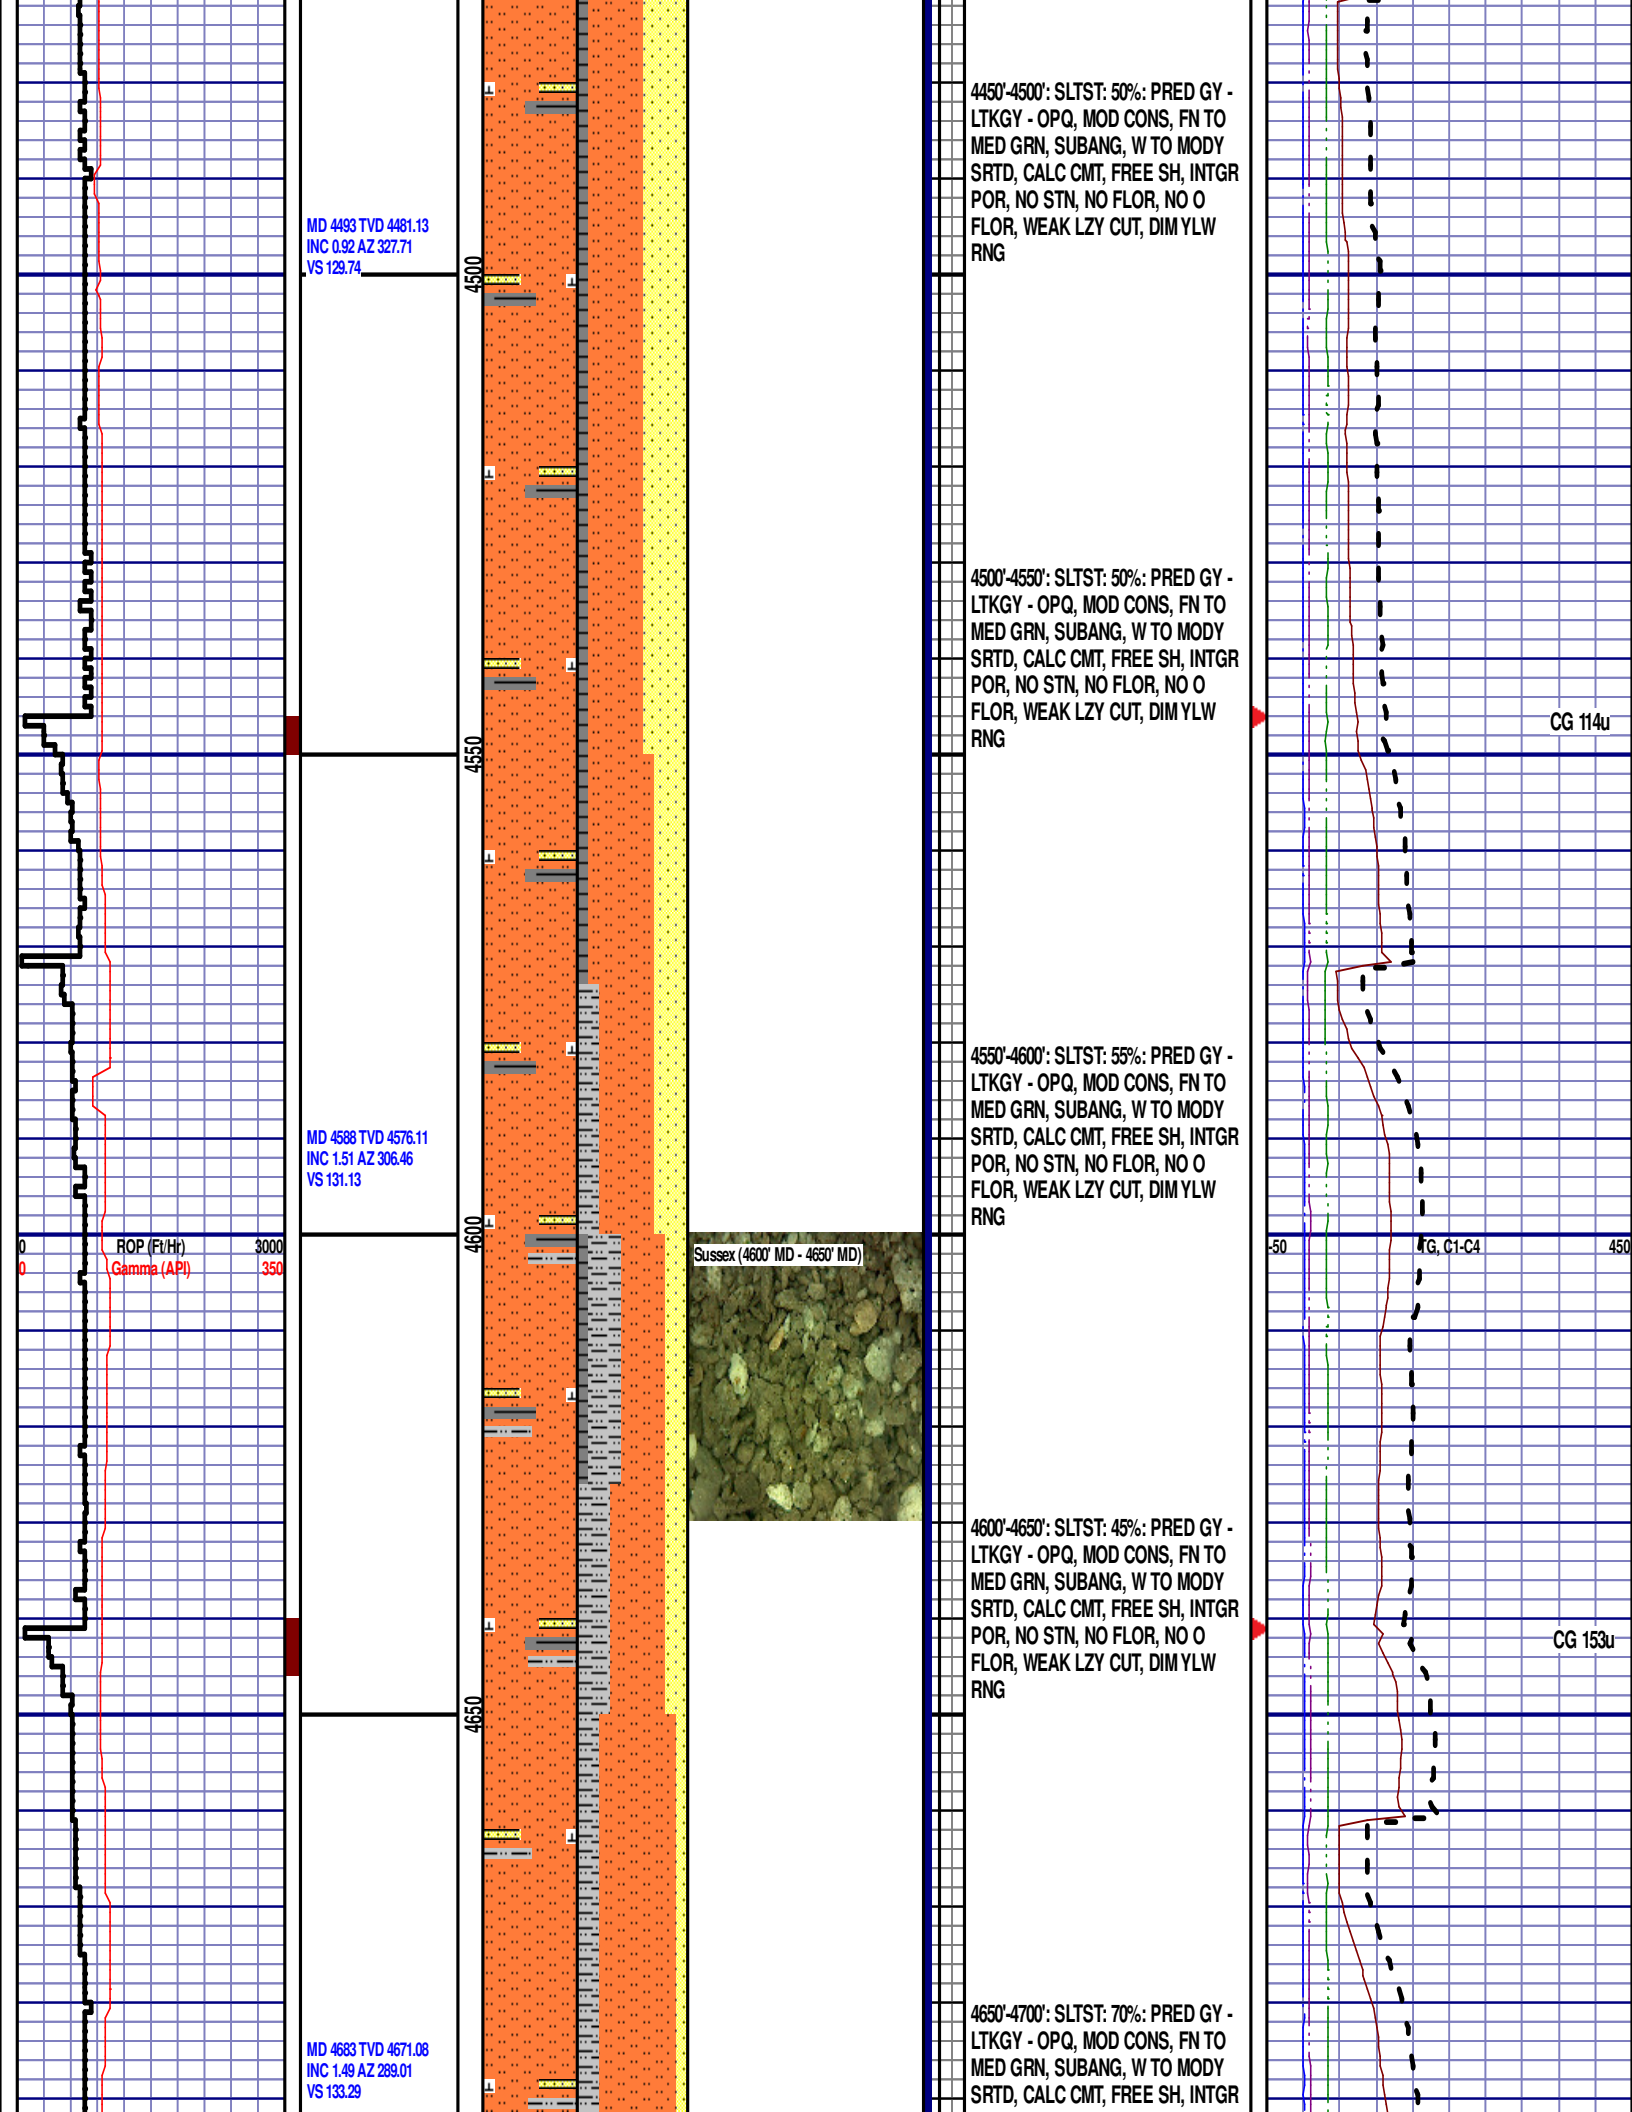 4450'-4500': SLTST: 50%: PRED GY -
LTKGY - OPQ, MOD CONS, FN TO
MED GRN, SUBANG, W TO MODY
SRTD, CALC CMT, FREE SH, INTGR
POR, NO STN, NO FLOR, NO O
FLOR, WEAK LZY CUT, DIM YLW
RNG
MD 4493 TVD 4481.13
INC 0.92 AZ 327.71
VS 129.74
4500
4500'-4550': SLTST: 50%: PRED GY -
LTKGY - OPQ, MOD CONS, FN TO
MED GRN, SUBANG, W TO MODY
SRTD, CALC CMT, FREE SH, INTGR
POR, NO STN, NO FLOR, NO O
FLOR, WEAK LZY CUT, DIM YLW
RNG
CG 114u
4550
4550'-4600': SLTST: 55%: PRED GY -
LTKGY - OPQ, MOD CONS, FN TO
MED GRN, SUBANG, W TO MODY
SRTD, CALC CMT, FREE SH, INTGR
POR, NO STN, NO FLOR, NO O
FLOR, WEAK LZY CUT, DIM YLW
RNG
MD 4588 TVD 4576.11
INC 1.51 AZ 306.46
VS 131.13
4600
0 ROP (Ft/Hr) 3000
0 Gamma (API) 350
Sussex (4600' MD - 4650' MD)
-50 TG, C1-C4 450
4600'-4650': SLTST: 45%: PRED GY -
LTKGY - OPQ, MOD CONS, FN TO
MED GRN, SUBANG, W TO MODY
SRTD, CALC CMT, FREE SH, INTGR
POR, NO STN, NO FLOR, NO O
FLOR, WEAK LZY CUT, DIM YLW
RNG
CG 153u
4650
4650'-4700': SLTST: 70%: PRED GY -
LTKGY - OPQ, MOD CONS, FN TO
MED GRN, SUBANG, W TO MODY
SRTD, CALC CMT, FREE SH, INTGR
MD 4683 TVD 4671.08
INC 1.49 AZ 289.01
VS 133.29